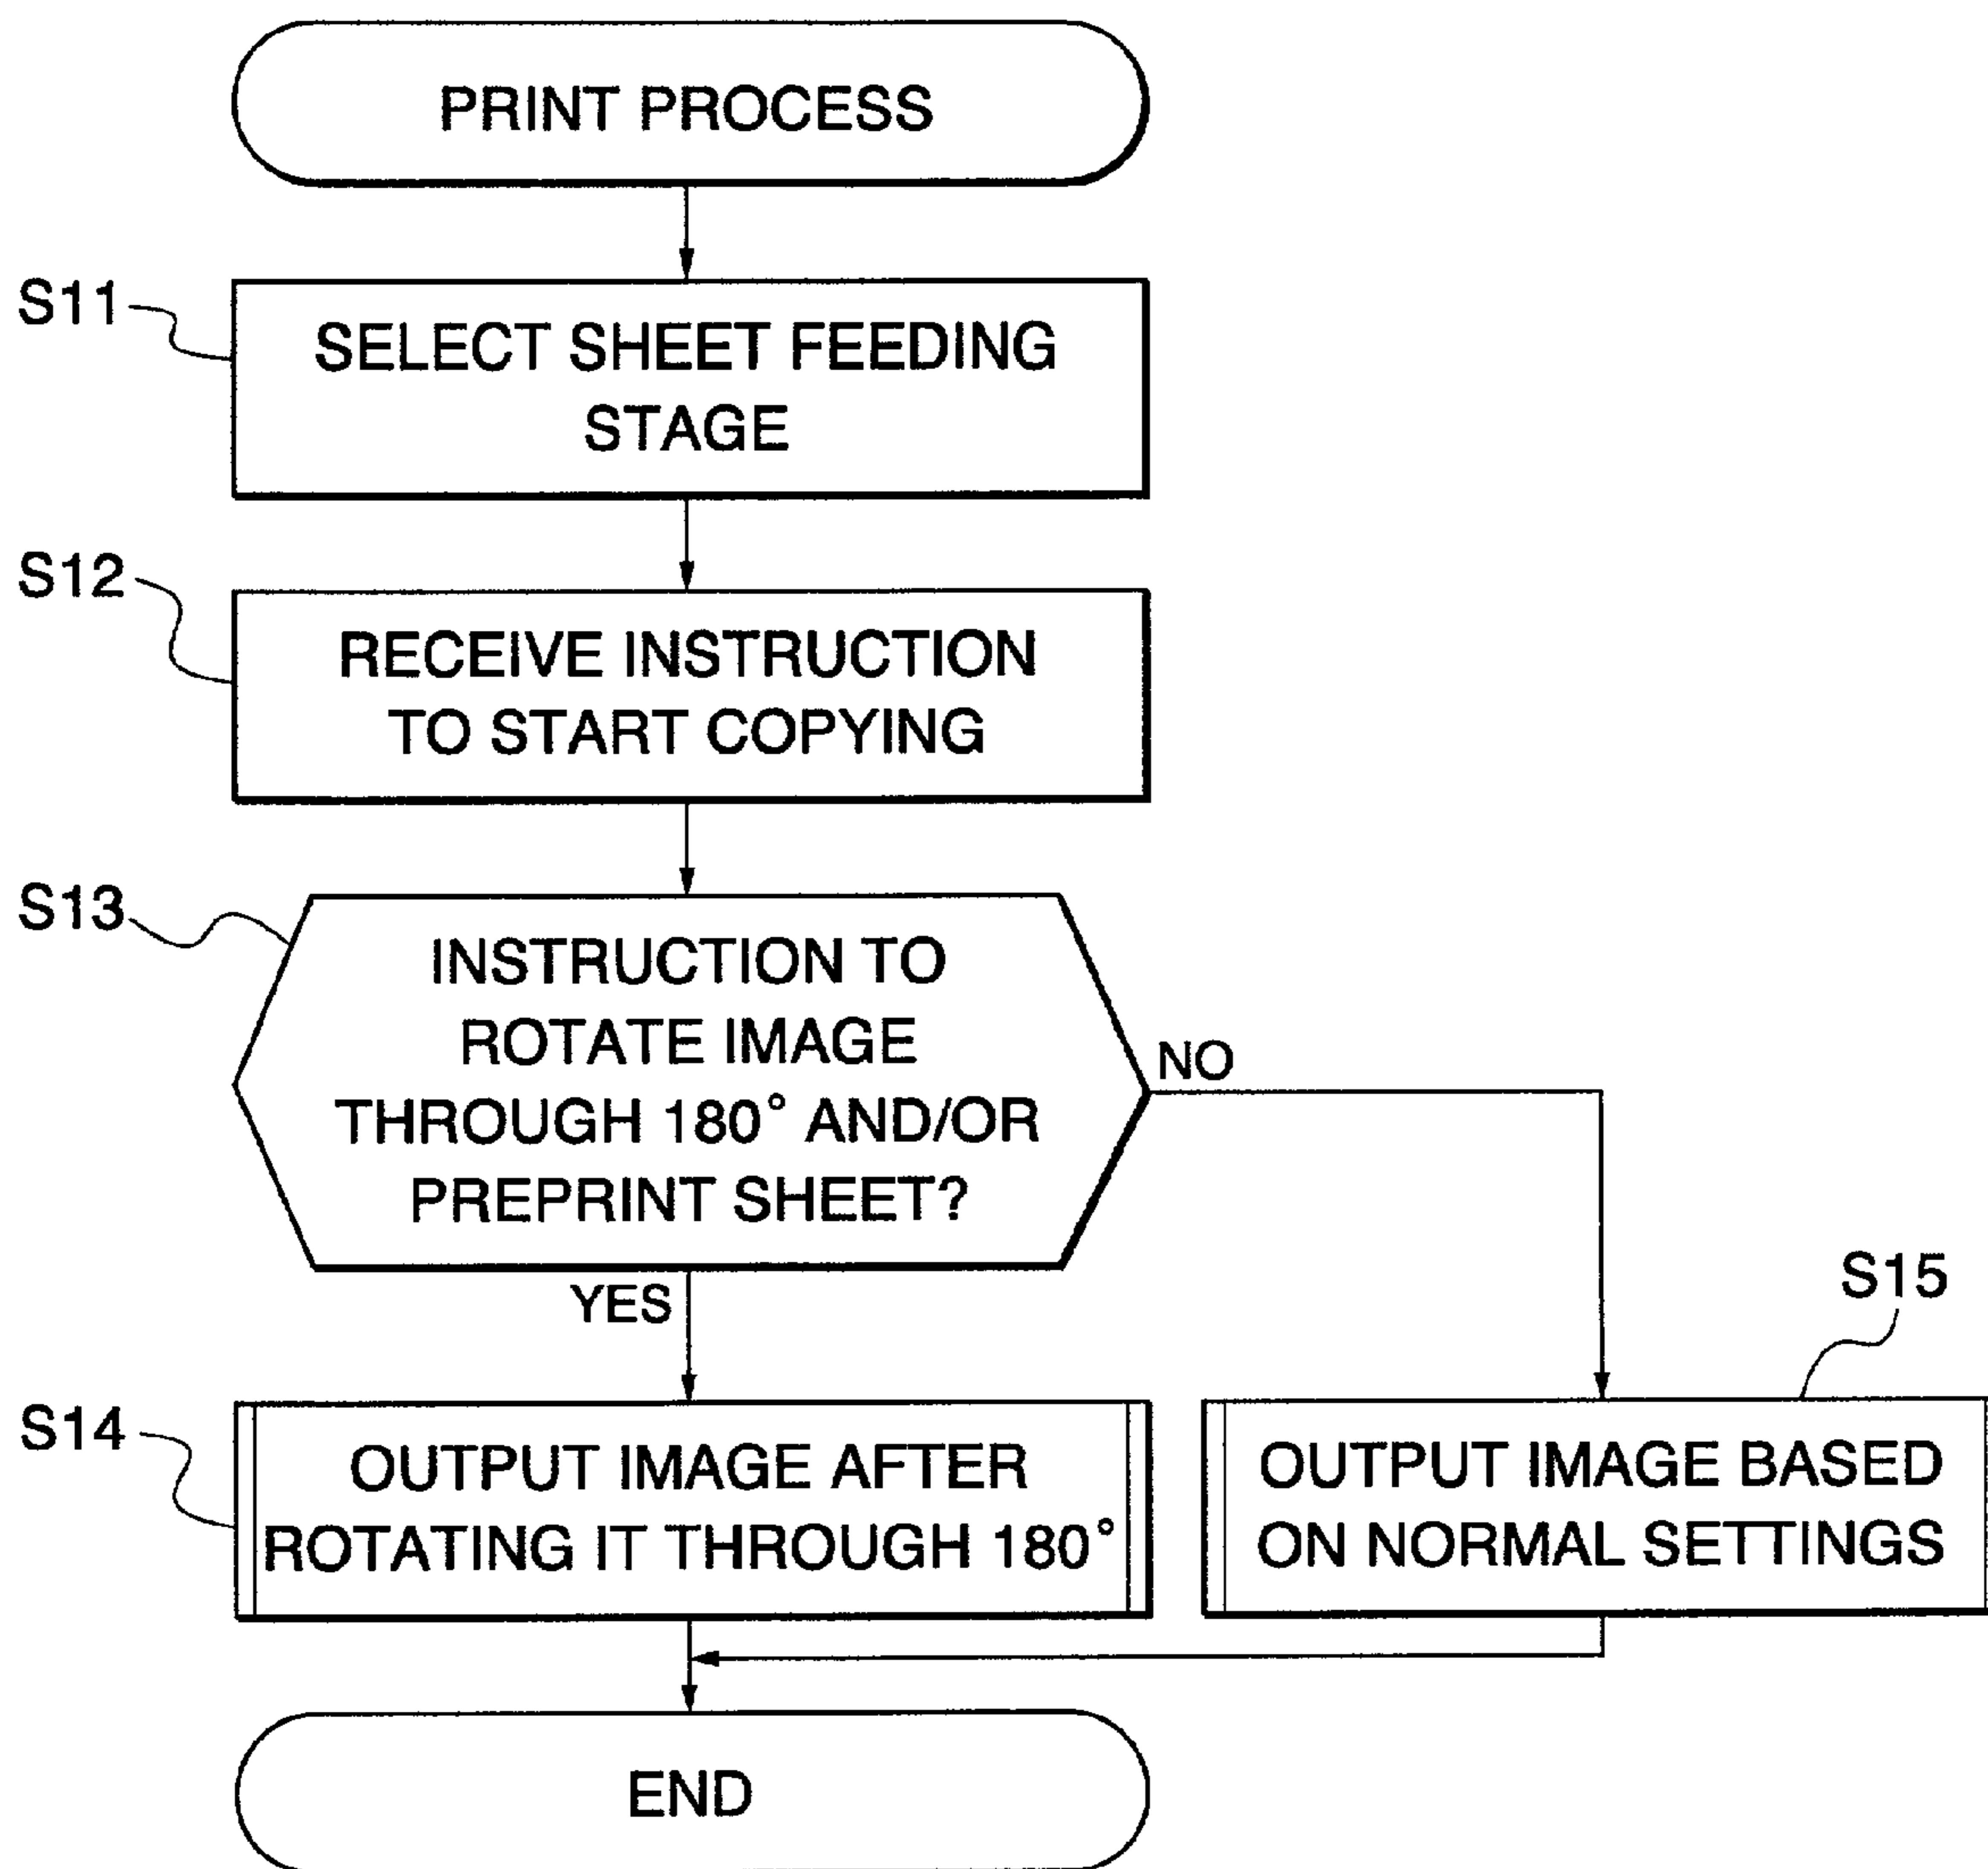 PRINT PROCESS
S11
SELECT SHEET FEEDING
STAGE
S12
RECEIVE INSTRUCTION
TO START COPYING
S13
INSTRUCTION TO
ROTATE IMAGE
THROUGH 180° AND/OR
PREPRINT SHEET?
NO
YES
S14
OUTPUT IMAGE AFTER
ROTATING IT THROUGH 180°
S15
OUTPUT IMAGE BASED
ON NORMAL SETTINGS
END